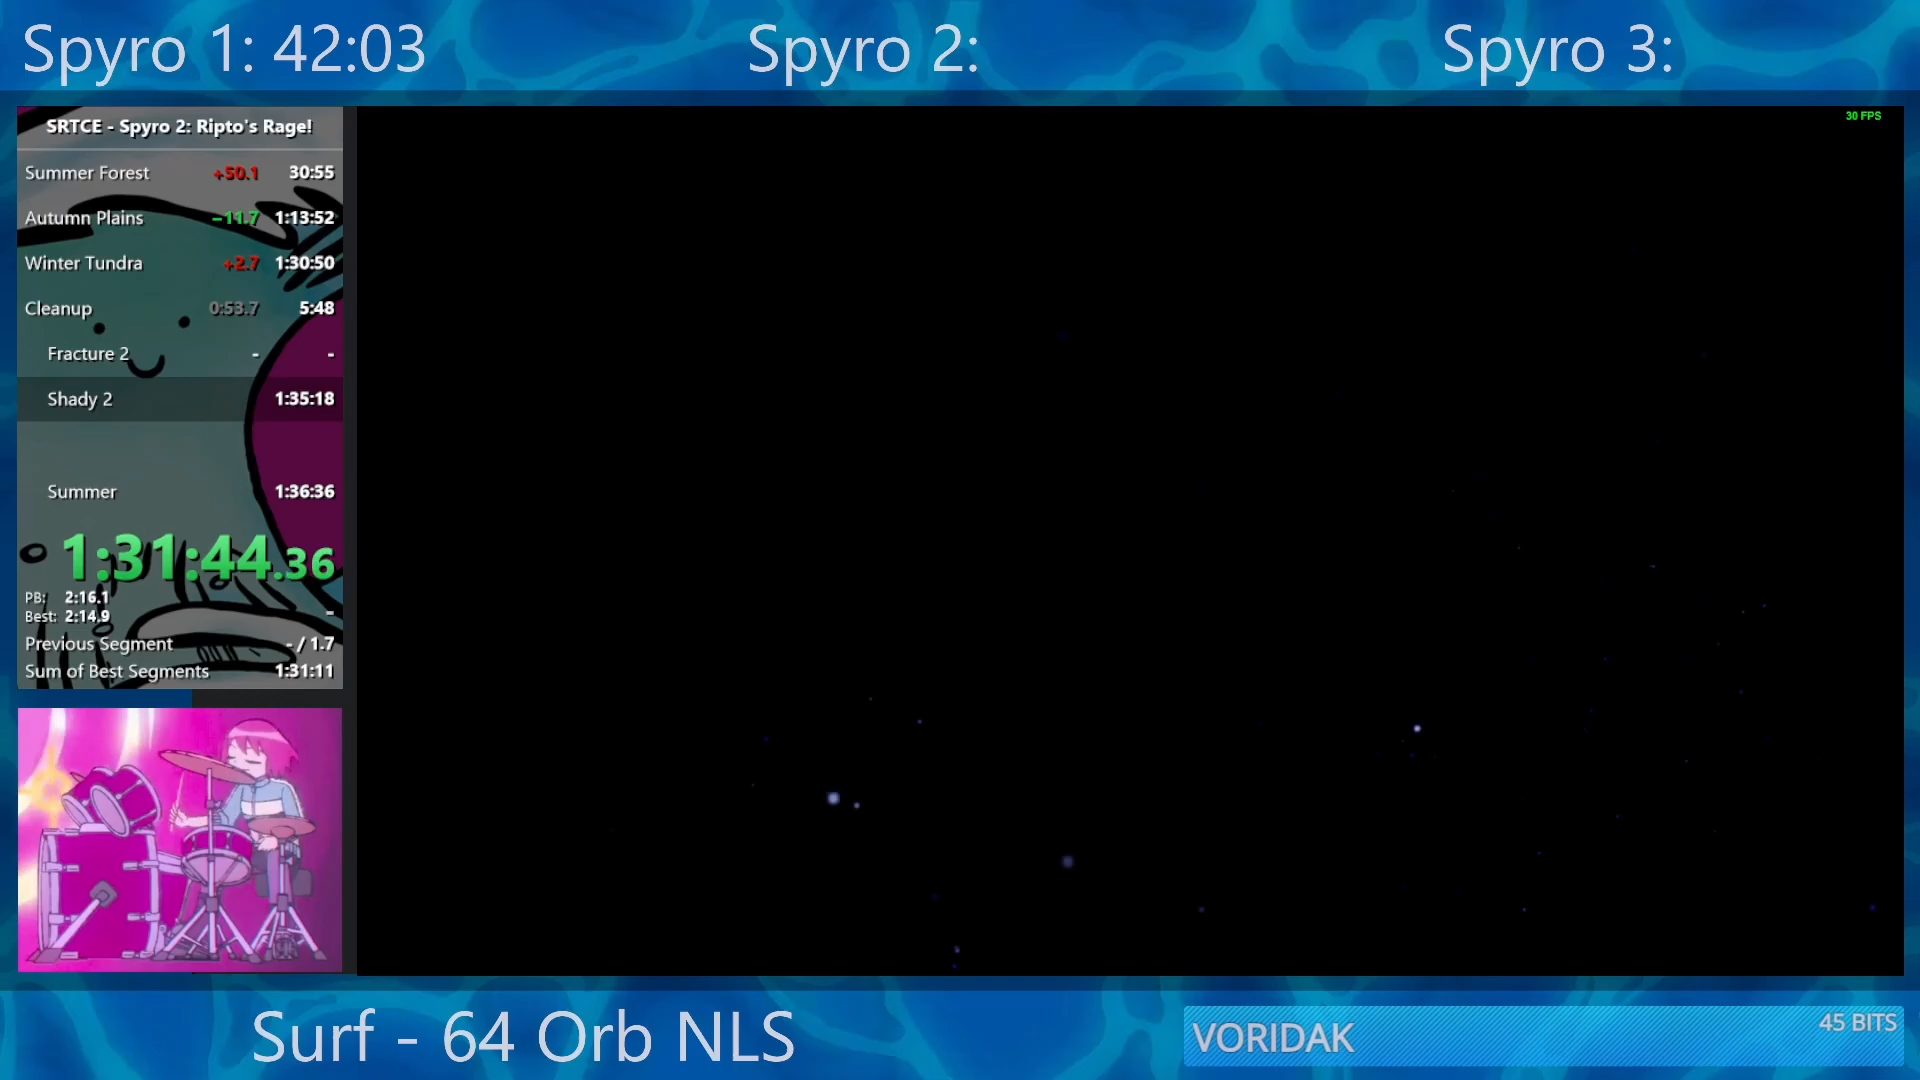 Spyro 1: 42:03
Spyro 2:
Spyro 3:
30 FPS
SRTCE - Spyro 2: Ripto's Rage!
Summer Forest +50.1 30:55
Autumn Plains −11.7 1:13:52
Winter Tundra +2.7 1:30:50
Cleanup 0:53.7 5:48
Fracture 2 - -
Shady 2 1:35:18
Summer 1:36:36
1:31:44.36
PB: 2:16.1
Best: 2:14.9 -
Previous Segment - / 1.7
Sum of Best Segments 1:31:11
Surf - 64 Orb NLS
VORIDAK 45 BITS